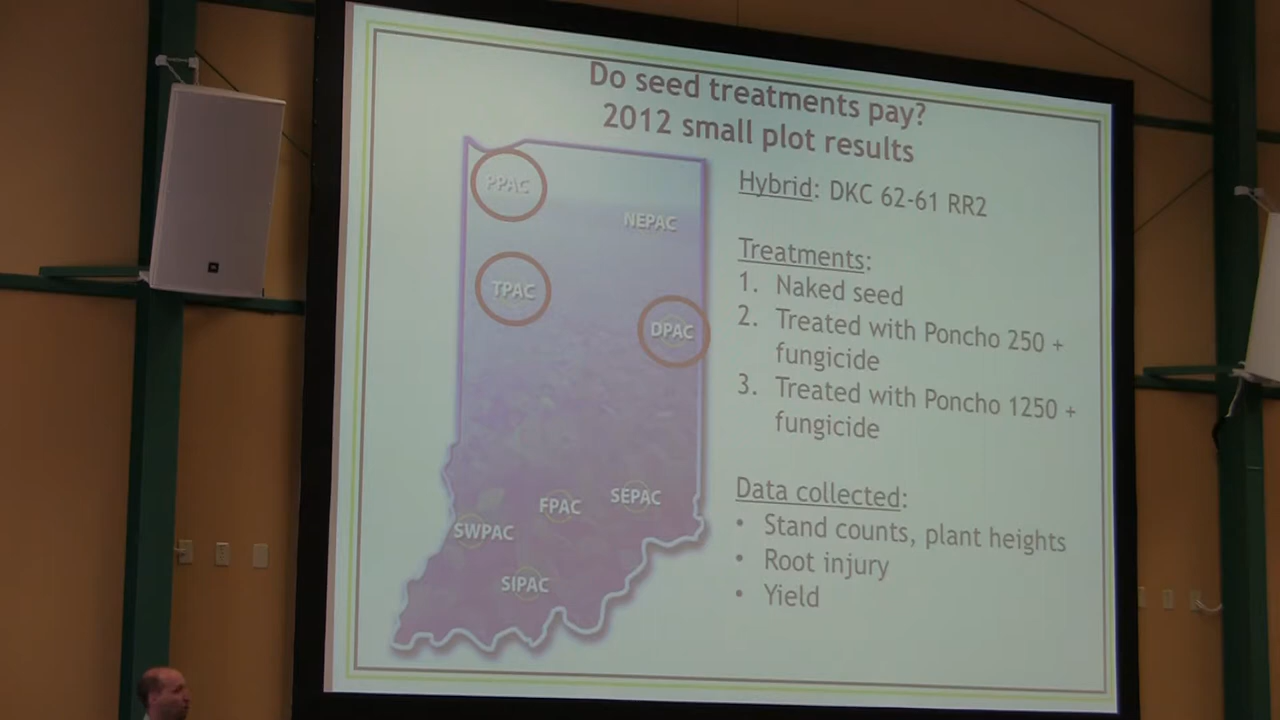 Do seed treatments pay?
2012 small plot results
PPAC
NEPAC
TPAC
DPAC
FPAC
SEPAC
SWPAC
SIPAC
Hybrid: DKC 62-61 RR2
Treatments:
1. Naked seed
2. Treated with Poncho 250 +
fungicide
3. Treated with Poncho 1250 +
fungicide
Data collected:
• Stand counts, plant heights
• Root injury
• Yield